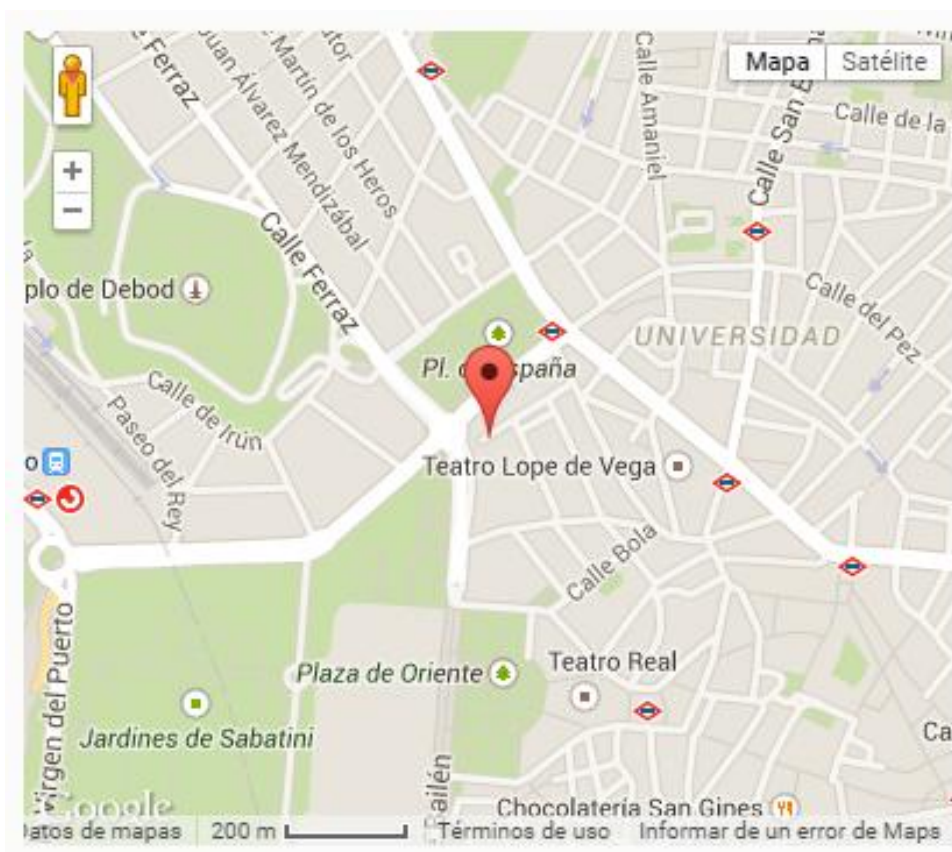 Mapa
Satélite
Ferraz
Juan Álvarez Mendizábal
Martín de los Heros
Calle Amaniel
Calle San B
Calle de la
Calle Ferraz
plo de Debod
Calle del Pez
UNIVERSIDAD
Pl. d España
Calle de Irún
Paseo del Rey
Teatro Lope de Vega
Calle Bola
Virgen del Puerto
Plaza de Oriente
Teatro Real
Jardines de Sabatini
Bailén
Ca
Google
Chocolatería San Gines
Datos de mapas
200 m
Términos de uso
Informar de un error de Maps